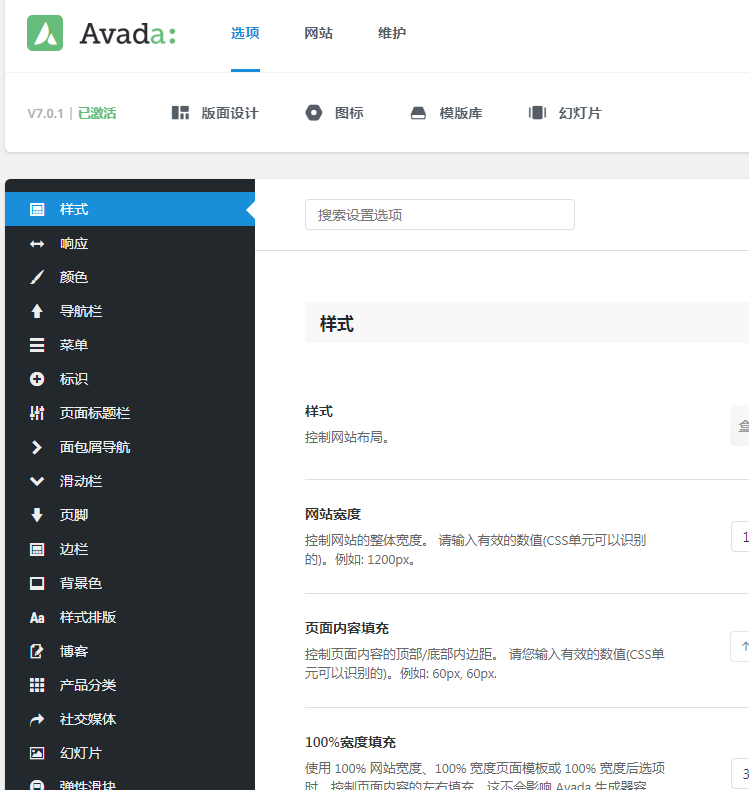 Avada:
选项 网站 维护
V7.0.1 | 已激活 版面设计 图标 模版库 幻灯片
样式
响应
颜色
导航栏
菜单
标识
页面标题栏
面包屑导航
滑动栏
页脚
边栏
背景色
Aa 样式排版
博客
产品分类
社交媒体
幻灯片
弹性滑块
搜索设置选项
样式
样式
控制网站布局。
网站宽度
控制网站的整体宽度。 请输入有效的数值(CSS单元可以识别
的)。例如: 1200px。
1
页面内容填充
控制页面内容的顶部/底部内边距。 请您输入有效的数值(CSS单
元可以识别的)。例如: 60px, 60px.
100%宽度填充
使用 100% 网站宽度、100% 宽度页面模板或 100% 宽度后选项
时，控制页面内容的左右填充。这不会影响 Avada 生成器容
3